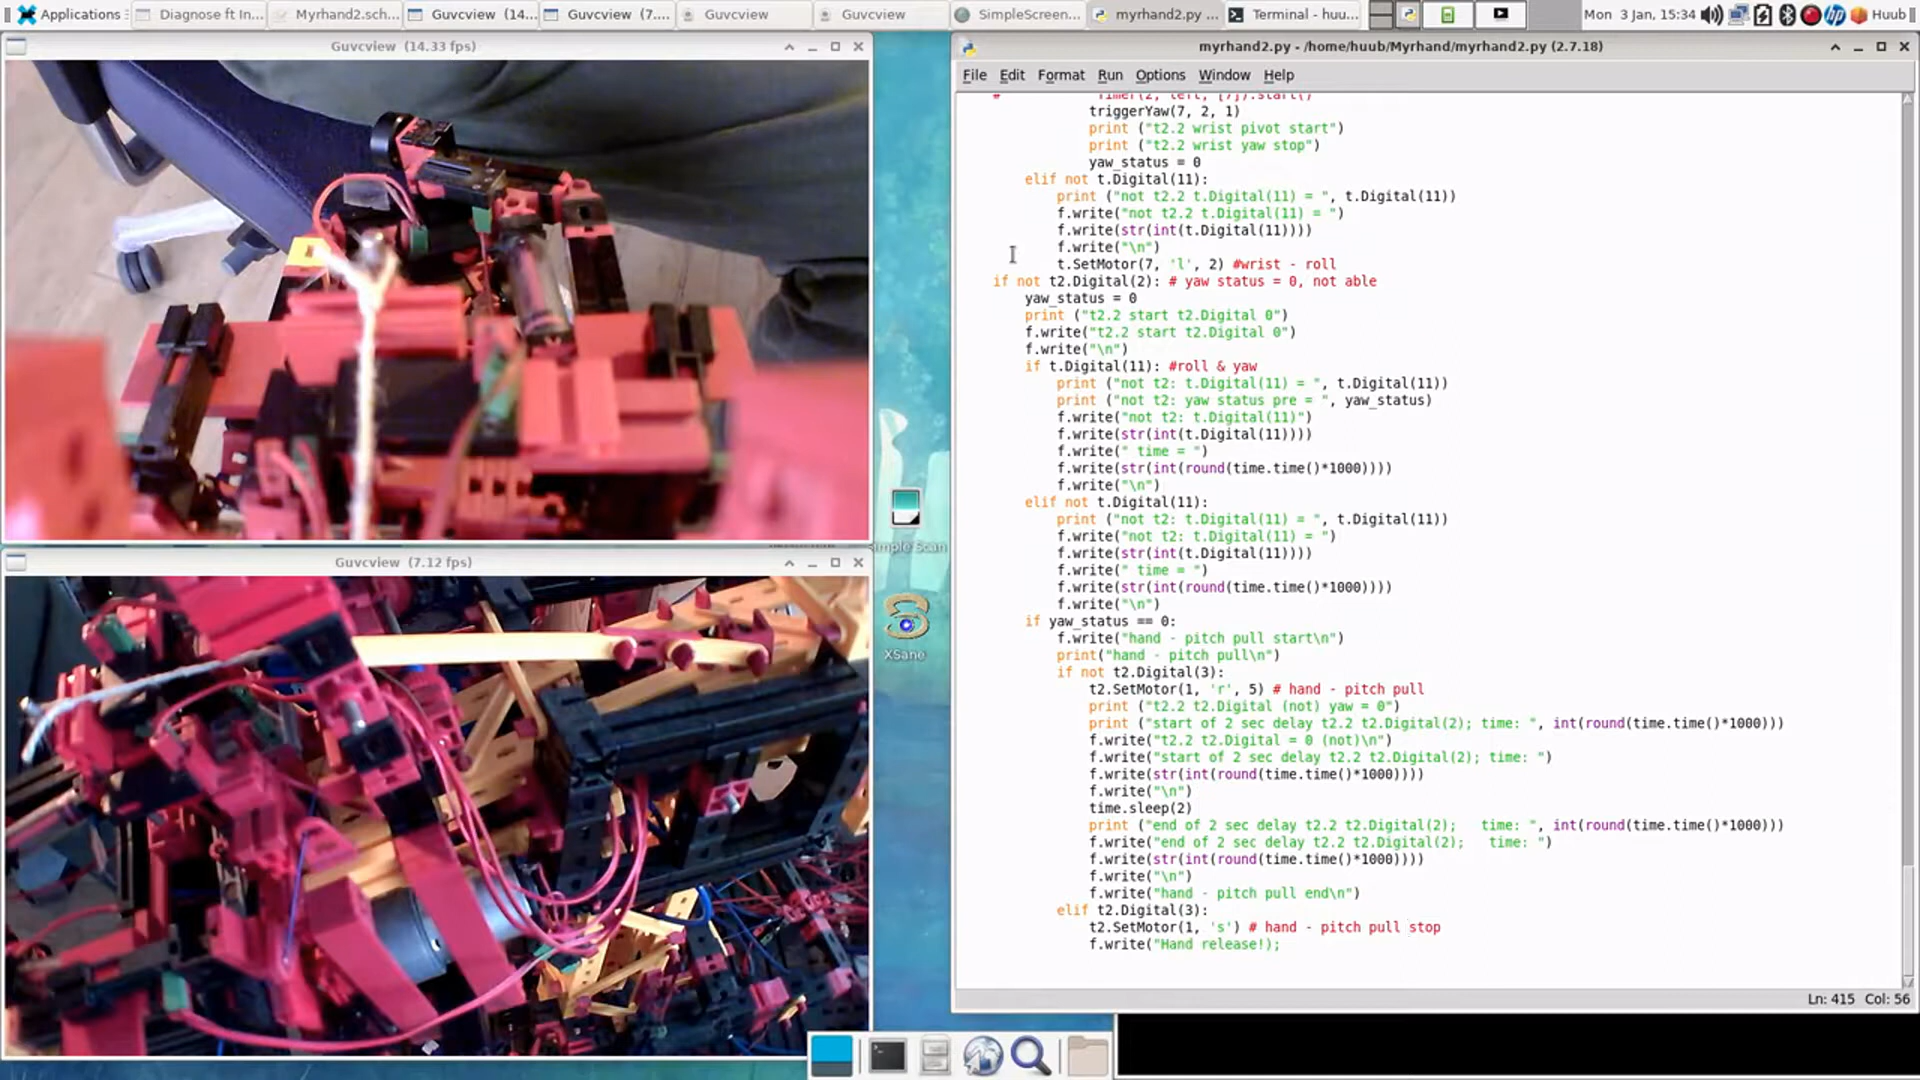 Applications
Diagnose ft In...
Myrhand2.sch...
Guvcview (14....
Guvcview (7....
Guvcview
Guvcview
SimpleScreen...
myrhand2.py ...
Terminal - huu...
Mon 3 Jan, 15:34
Huub
Guvcview (14.33 fps)
myrhand2.py - /home/huub/Myrhand/myrhand2.py (2.7.18)
File Edit Format Run Options Window Help
# Timer(2, left, [7]).start()
triggerYaw(7, 2, 1)
print ("t2.2 wrist pivot start")
print ("t2.2 wrist yaw stop")
yaw_status = 0
elif not t.Digital(11):
print ("not t2.2 t.Digital(11) = ", t.Digital(11))
f.write("not t2.2 t.Digital(11) = ")
f.write(str(int(t.Digital(11))))
f.write("\n")
t.SetMotor(7, 'l', 2) #wrist - roll
if not t2.Digital(2): # yaw status = 0, not able
yaw_status = 0
print ("t2.2 start t2.Digital 0")
f.write("t2.2 start t2.Digital 0")
f.write("\n")
if t.Digital(11): #roll & yaw
print ("not t2: t.Digital(11) = ", t.Digital(11))
print ("not t2: yaw status pre = ", yaw_status)
f.write("not t2: t.Digital(11)")
f.write(str(int(t.Digital(11))))
f.write(" time = ")
f.write(str(int(round(time.time()*1000))))
f.write("\n")
elif not t.Digital(11):
print ("not t2: t.Digital(11) = ", t.Digital(11))
f.write("not t2: t.Digital(11) = ")
f.write(str(int(t.Digital(11))))
f.write(" time = ")
f.write(str(int(round(time.time()*1000))))
f.write("\n")
if yaw_status == 0:
f.write("hand - pitch pull start\n")
print("hand - pitch pull\n")
if not t2.Digital(3):
t2.SetMotor(1, 'r', 5) # hand - pitch pull
print ("t2.2 t2.Digital (not) yaw = 0")
print ("start of 2 sec delay t2.2 t2.Digital(2); time: ", int(round(time.time()*1000)))
f.write("t2.2 t2.Digital = 0 (not)\n")
f.write("start of 2 sec delay t2.2 t2.Digital(2); time: ")
f.write(str(int(round(time.time()*1000))))
f.write("\n")
time.sleep(2)
print ("end of 2 sec delay t2.2 t2.Digital(2);   time: ", int(round(time.time()*1000)))
f.write("end of 2 sec delay t2.2 t2.Digital(2);   time: ")
f.write(str(int(round(time.time()*1000))))
f.write("\n")
f.write("hand - pitch pull end\n")
elif t2.Digital(3):
t2.SetMotor(1, 's') # hand - pitch pull stop
f.write("Hand release!);
Ln: 415 Col: 56
Simple Scan
XSane
Guvcview (7.12 fps)